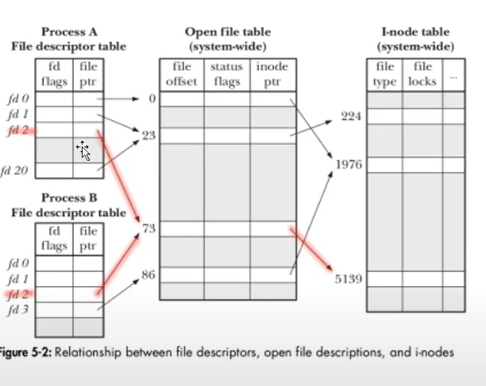 Process A
File descriptor table
fd flags
file ptr
fd 0
fd 1
fd 2
fd 20
Process B
File descriptor table
fd flags
file ptr
fd 0
fd 1
fd 2
fd 3
Open file table
(system-wide)
file offset
status flags
inode ptr
0
23
73
86
I-node table
(system-wide)
file type
file locks
...
224
1976
5139
Figure 5-2: Relationship between file descriptors, open file descriptions, and i-nodes